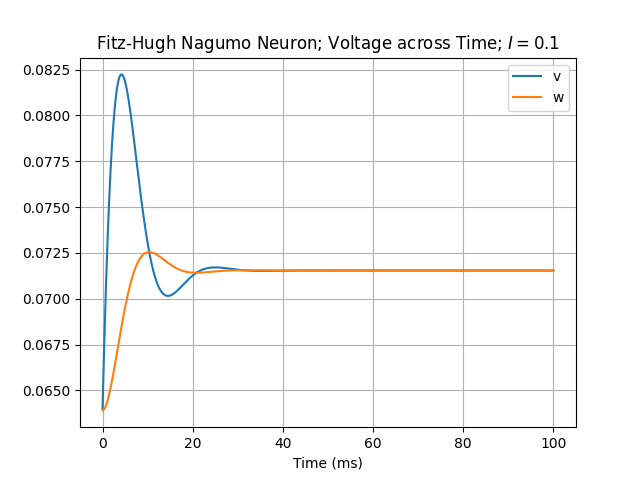 Fitz-Hugh Nagumo Neuron; Voltage across Time; I = 0.1
v
w
0.0825
0.0800
0.0775
0.0750
0.0725
0.0700
0.0675
0.0650
0 20 40 60 80 100
Time (ms)